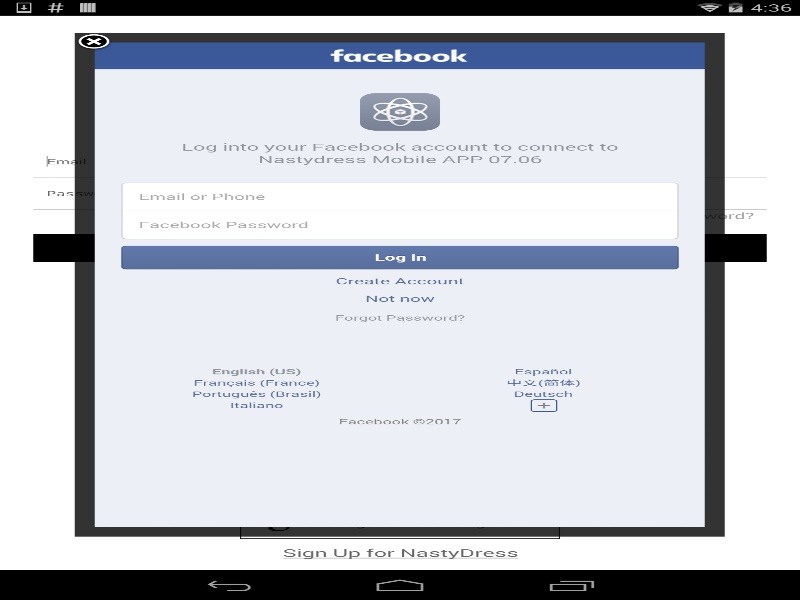 # 4:36
facebook
Log into your Facebook account to connect to
Nastydress Mobile APP 07.06
Email
Email or Phone
Passw
Facebook Password
word?
Log In
Create Account
Not now
Forgot Password?
English (US)
Español
Français (France)
中文(简体)
Português (Brasil)
Deutsch
Italiano
Facebook ©2017
Sign Up for NastyDress